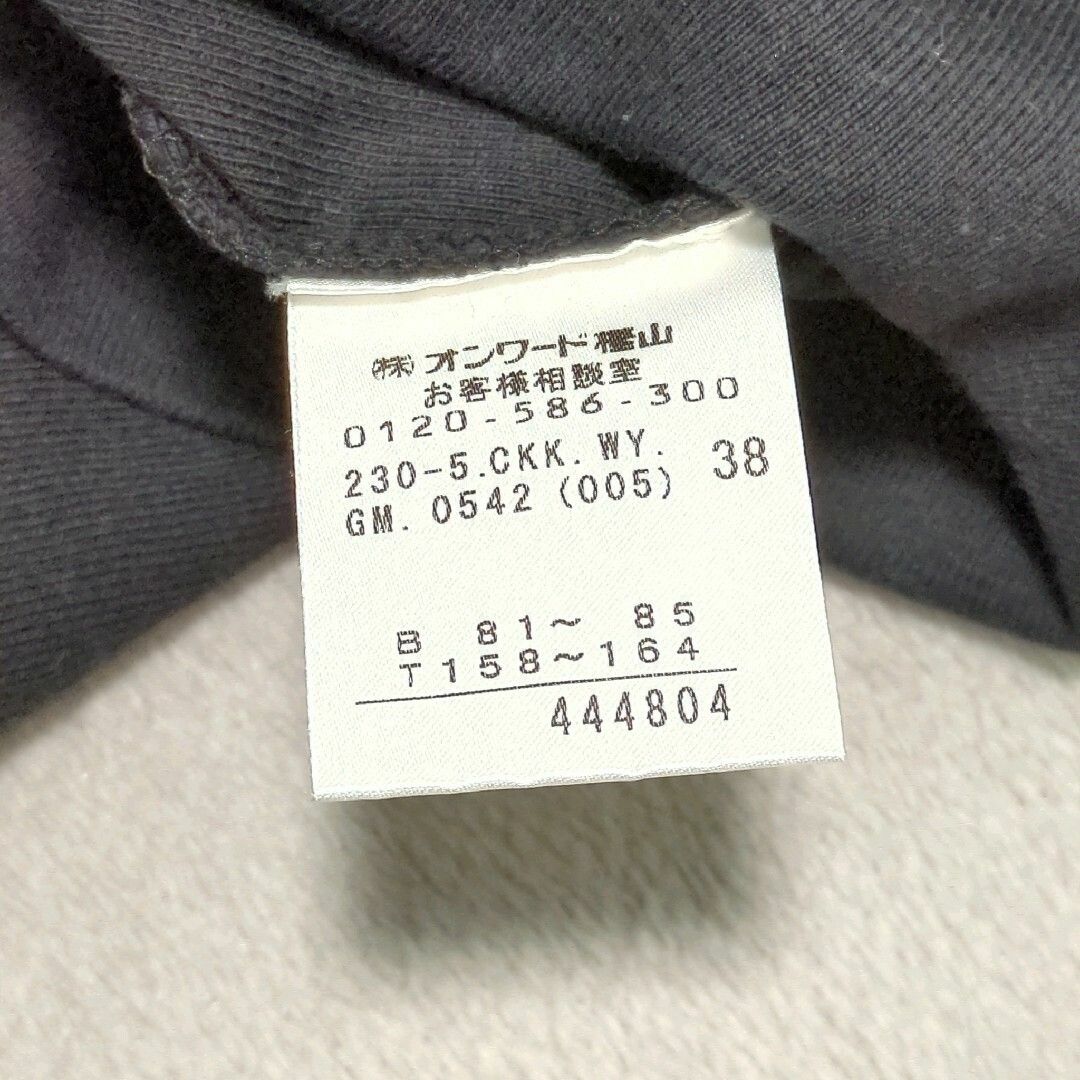 ㈱オンワード樫山
お客様相談室
0120-586-300
230-5.CKK.WY. 38
GM. 0542 (005)
B 81～ 85
T158～164
444804